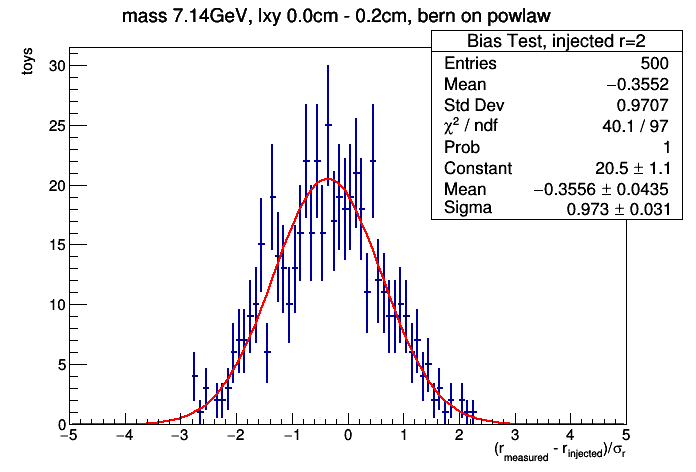 mass 7.14GeV, lxy 0.0cm - 0.2cm, bern on powlaw
Bias Test, injected r=2
Entries 500
Mean −0.3552
Std Dev 0.9707
χ² / ndf 40.1 / 97
Prob 1
Constant 20.5 ± 1.1
Mean −0.3556 ± 0.0435
Sigma 0.973 ± 0.031
toys
30
25
20
15
10
5
0
−5 −4 −3 −2 −1 0 1 2 3 4 5
(r_measured - r_injected)/σ_r